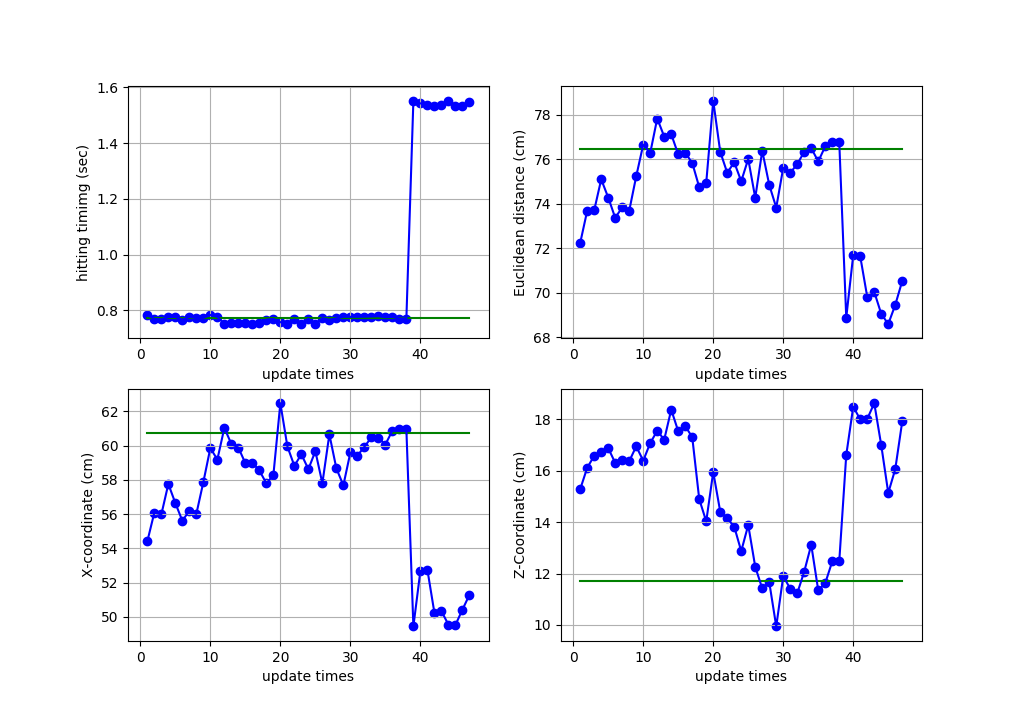 1.6
1.4
1.2
1.0
0.8
hitting timimg (sec)
0 10 20 30 40
update times
78
76
74
72
70
68
Euclidean distance (cm)
0 10 20 30 40
update times
62
60
58
56
54
52
50
X-coordinate (cm)
0 10 20 30 40
update times
18
16
14
12
10
Z-Coordinate (cm)
0 10 20 30 40
update times